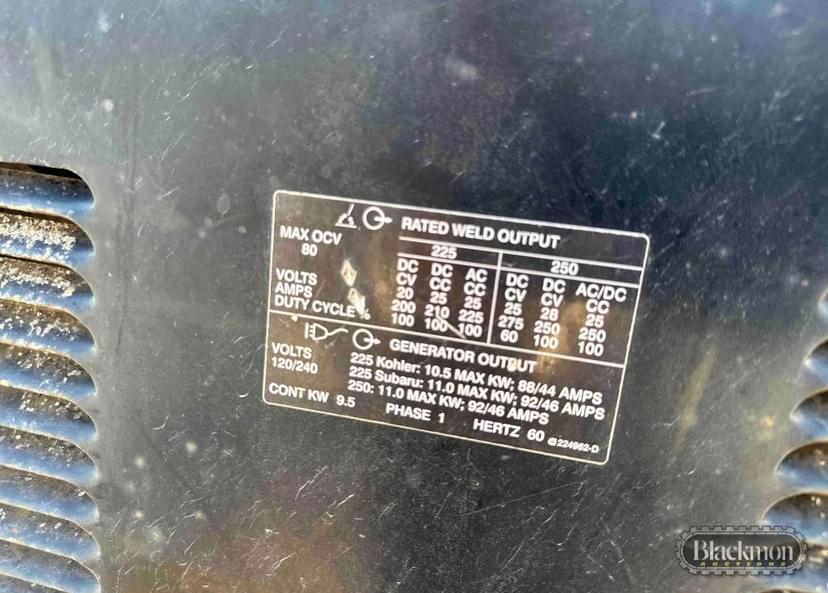 RATED WELD OUTPUT
MAX OCV 225 250
80
DC DC AC DC DC AC/DC
CV CC CC CV CV CC
VOLTS 20 25 25 25 28 25
AMPS 200 210 225 275 250 250
DUTY CYCLE % 100 100 100 60 100 100
GENERATOR OUTPUT
VOLTS 225 Kohler: 10.5 MAX KW; 88/44 AMPS
120/240 225 Subaru: 11.0 MAX KW; 92/46 AMPS
250: 11.0 MAX KW; 92/46 AMPS
CONT KW 9.5 PHASE 1 HERTZ 60 224962-D
Blackmon
AUCTIONS